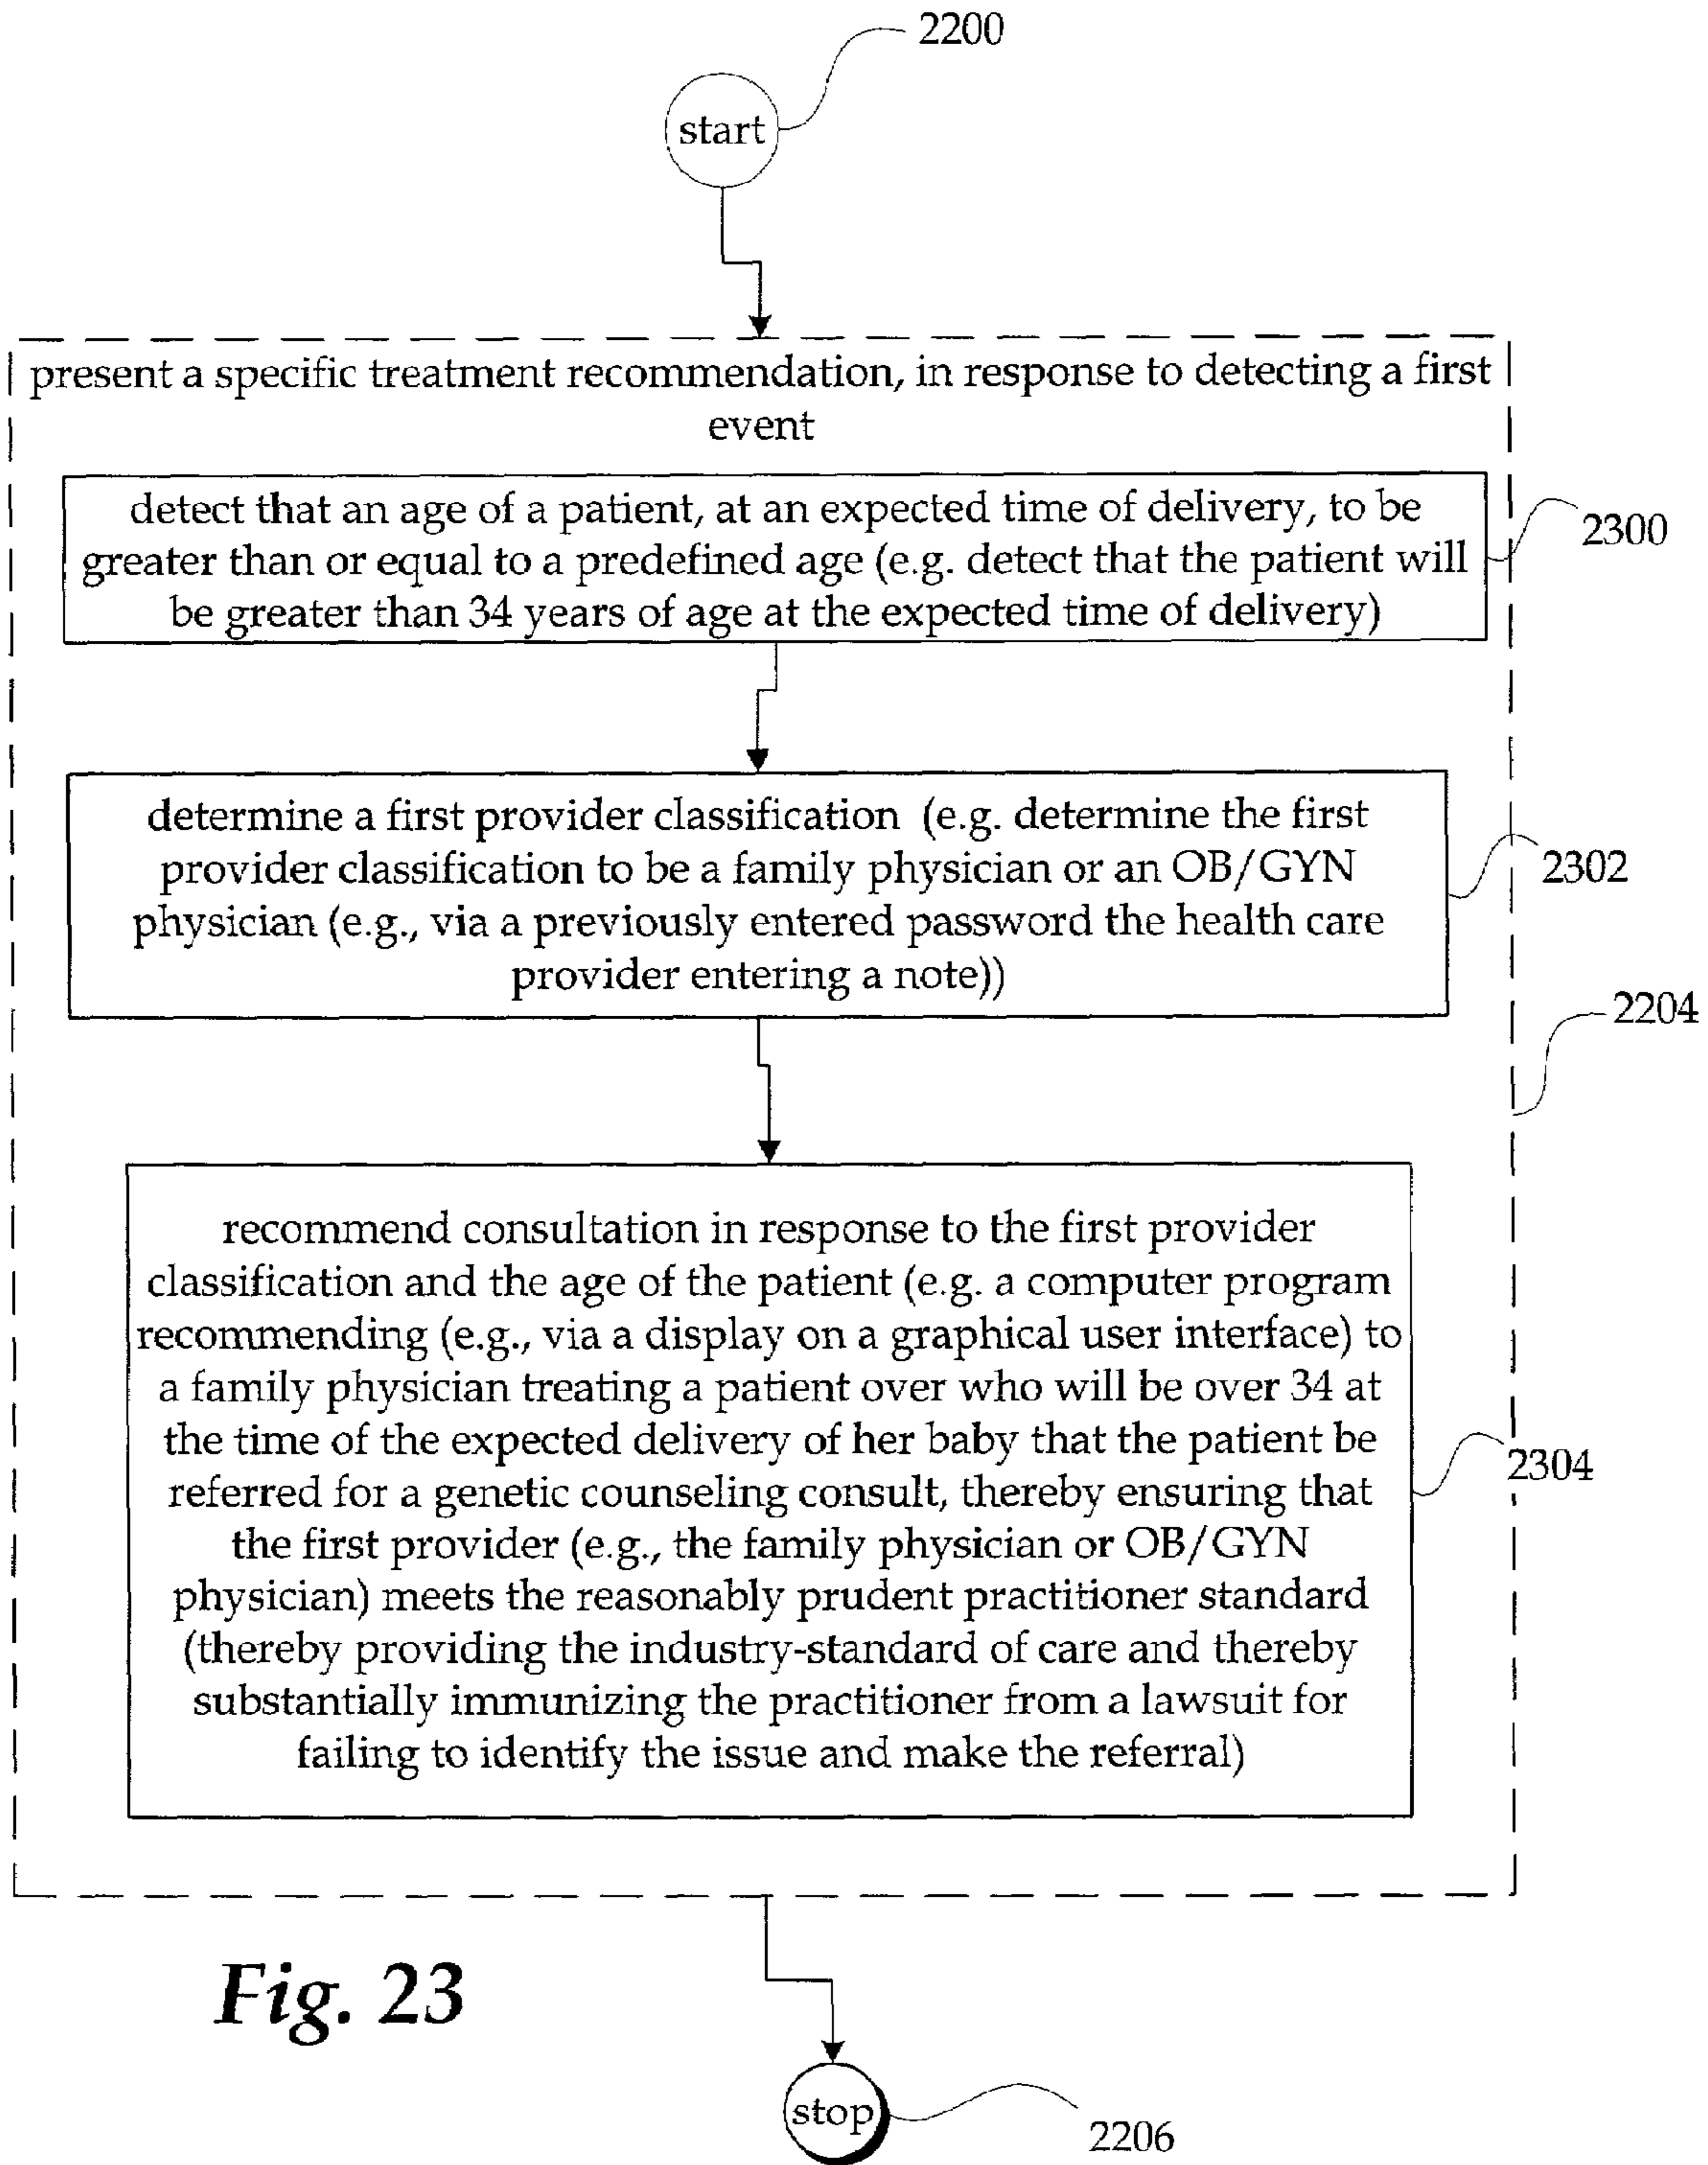 2200
start
present a specific treatment recommendation, in response to detecting a first
event
detect that an age of a patient, at an expected time of delivery, to be
greater than or equal to a predefined age (e.g. detect that the patient will
be greater than 34 years of age at the expected time of delivery)
2300
determine a first provider classification (e.g. determine the first
provider classification to be a family physician or an OB/GYN
physician (e.g., via a previously entered password the health care
provider entering a note))
2302
2204
recommend consultation in response to the first provider
classification and the age of the patient (e.g. a computer program
recommending (e.g., via a display on a graphical user interface) to
a family physician treating a patient over who will be over 34 at
the time of the expected delivery of her baby that the patient be
referred for a genetic counseling consult, thereby ensuring that
the first provider (e.g., the family physician or OB/GYN
physician) meets the reasonably prudent practitioner standard
(thereby providing the industry-standard of care and thereby
substantially immunizing the practitioner from a lawsuit for
failing to identify the issue and make the referral)
2304
Fig. 23
stop
2206